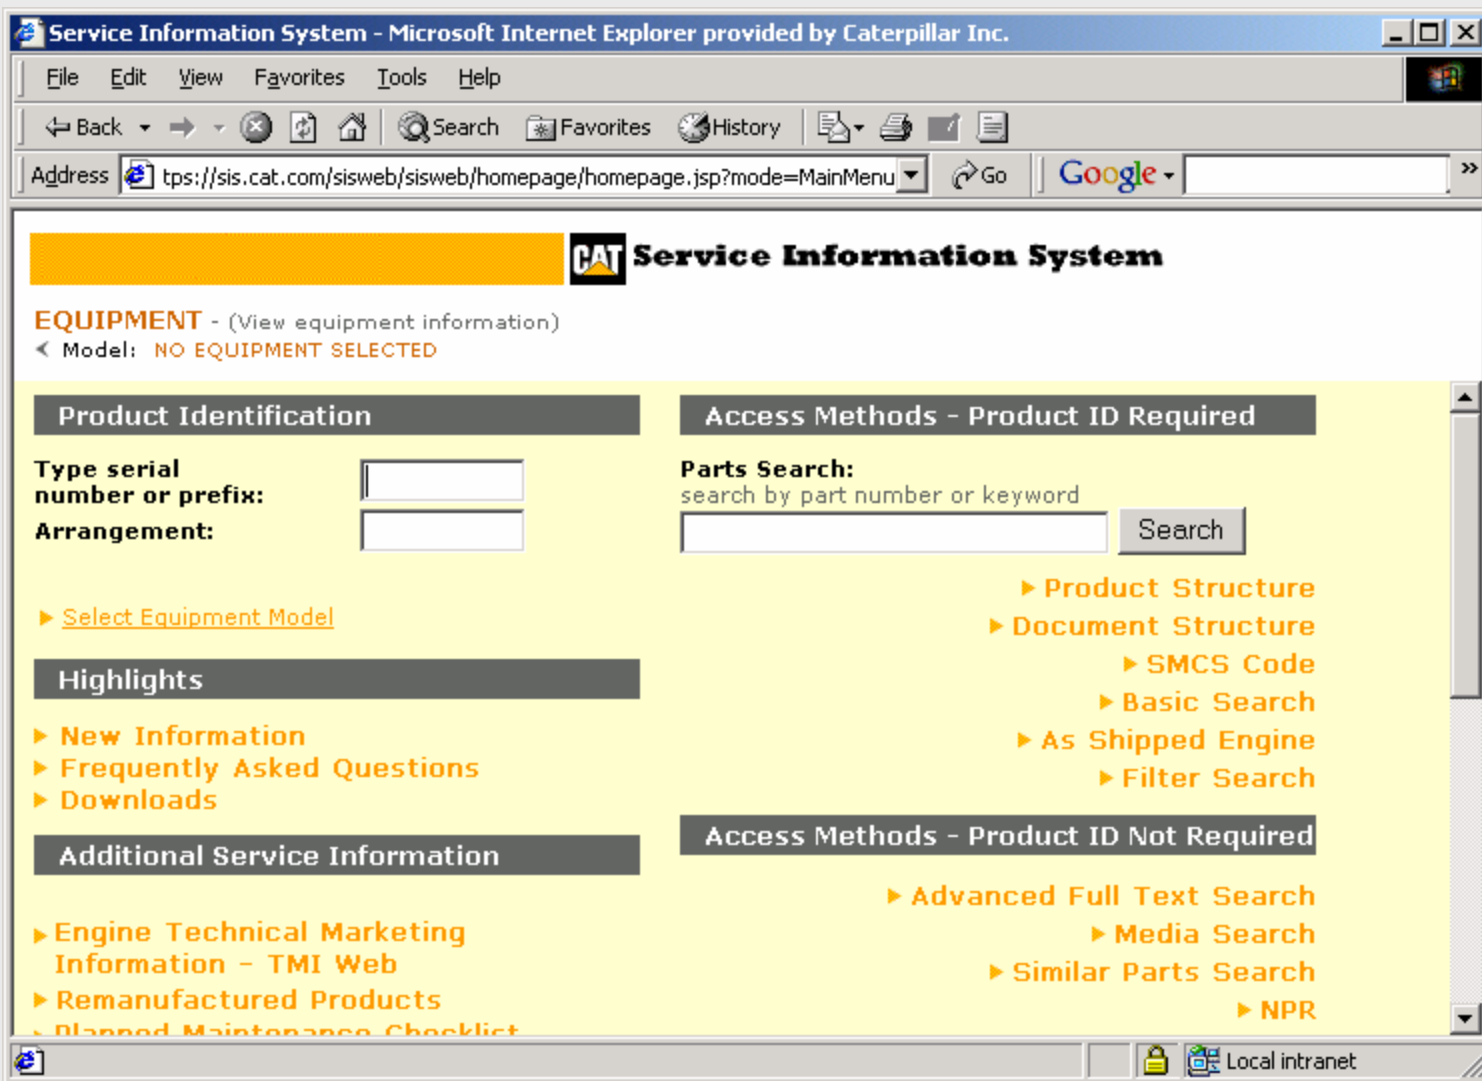 Service Information System - Microsoft Internet Explorer provided by Caterpillar Inc.
File Edit View Favorites Tools Help
Back Search Favorites History
Address tps://sis.cat.com/sisweb/sisweb/homepage/homepage.jsp?mode=MainMenu Go Google »
CAT Service Information System
EQUIPMENT - (View equipment information)
Model: NO EQUIPMENT SELECTED
Product Identification
Type serial
number or prefix:
Arrangement:
Select Equipment Model
Highlights
New Information
Frequently Asked Questions
Downloads
Additional Service Information
Engine Technical Marketing
Information - TMI Web
Remanufactured Products
Planned Maintenance Checklist
Access Methods - Product ID Required
Parts Search:
search by part number or keyword
Search
Product Structure
Document Structure
SMCS Code
Basic Search
As Shipped Engine
Filter Search
Access Methods - Product ID Not Required
Advanced Full Text Search
Media Search
Similar Parts Search
NPR
Local intranet